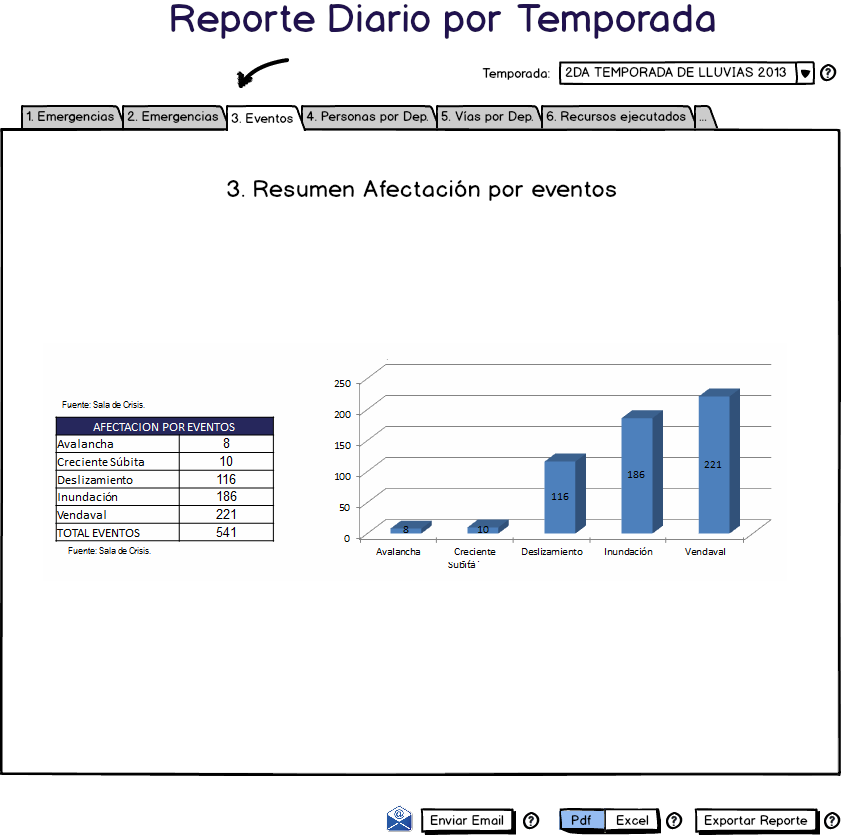 Reporte Diario por Temporada
Temporada: 2DA TEMPORADA DE LLUVIAS 2013 ?
1. Emergencias 2. Emergencias 3. Eventos 4. Personas por Dep. 5. Vías por Dep. 6. Recursos ejecutados ...
3. Resumen Afectación por eventos
Fuente: Sala de Crisis.
AFECTACION POR EVENTOS
Avalancha 8
Creciente Súbita 10
Deslizamiento 116
Inundación 186
Vendaval 221
TOTAL EVENTOS 541
Fuente: Sala de Crisis.
250
200
150
100
50
0
8 10 116 186 221
Avalancha Creciente Deslizamiento Inundación Vendaval
Súbita
@ Enviar Email ? Pdf Excel ? Exportar Reporte ?